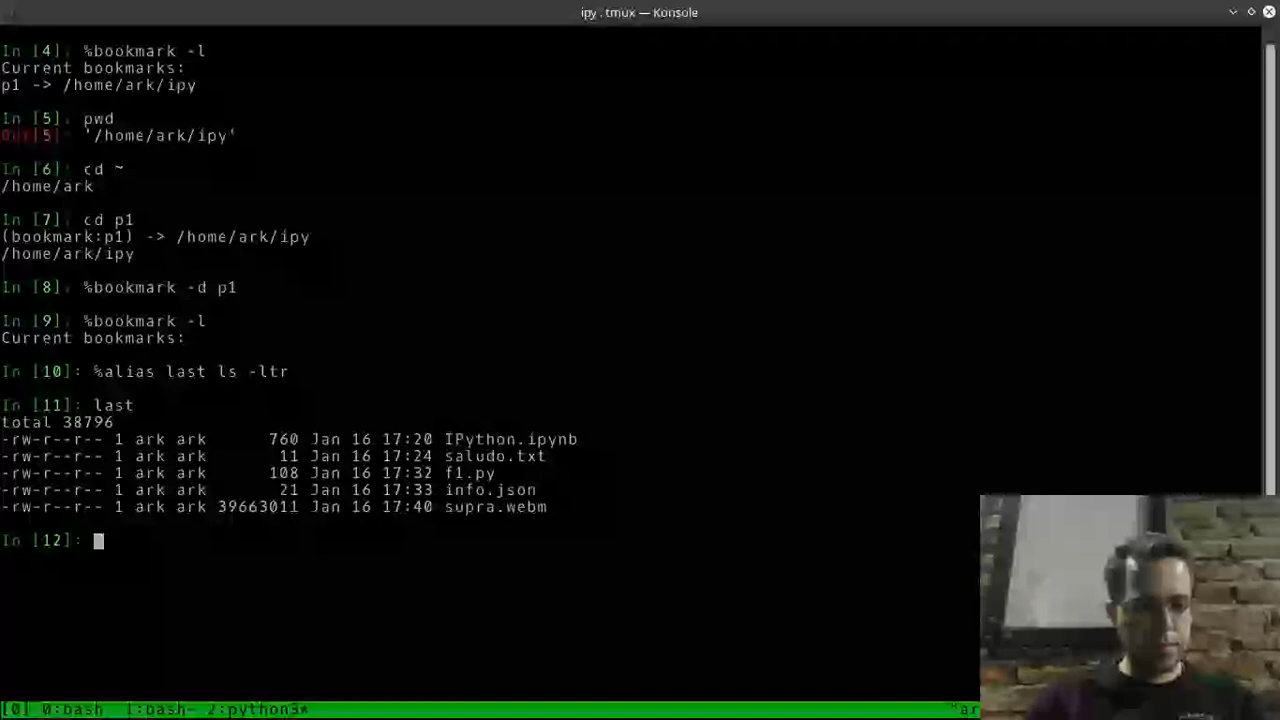 ipy : tmux — Konsole
In [4]: %bookmark -l
Current bookmarks:
p1 -> /home/ark/ipy
In [5]: pwd
Out[5]: '/home/ark/ipy'
In [6]: cd ~
/home/ark
In [7]: cd p1
(bookmark:p1) -> /home/ark/ipy
/home/ark/ipy
In [8]: %bookmark -d p1
In [9]: %bookmark -l
Current bookmarks:
In [10]: %alias last ls -ltr
In [11]: last
total 38796
-rw-r--r-- 1 ark ark      760 Jan 16 17:20 IPython.ipynb
-rw-r--r-- 1 ark ark       11 Jan 16 17:24 saludo.txt
-rw-r--r-- 1 ark ark      108 Jan 16 17:32 f1.py
-rw-r--r-- 1 ark ark       21 Jan 16 17:33 info.json
-rw-r--r-- 1 ark ark 39663011 Jan 16 17:40 supra.webm
In [12]:
[0] 0:bash  1:bash- 2:python3* "ar